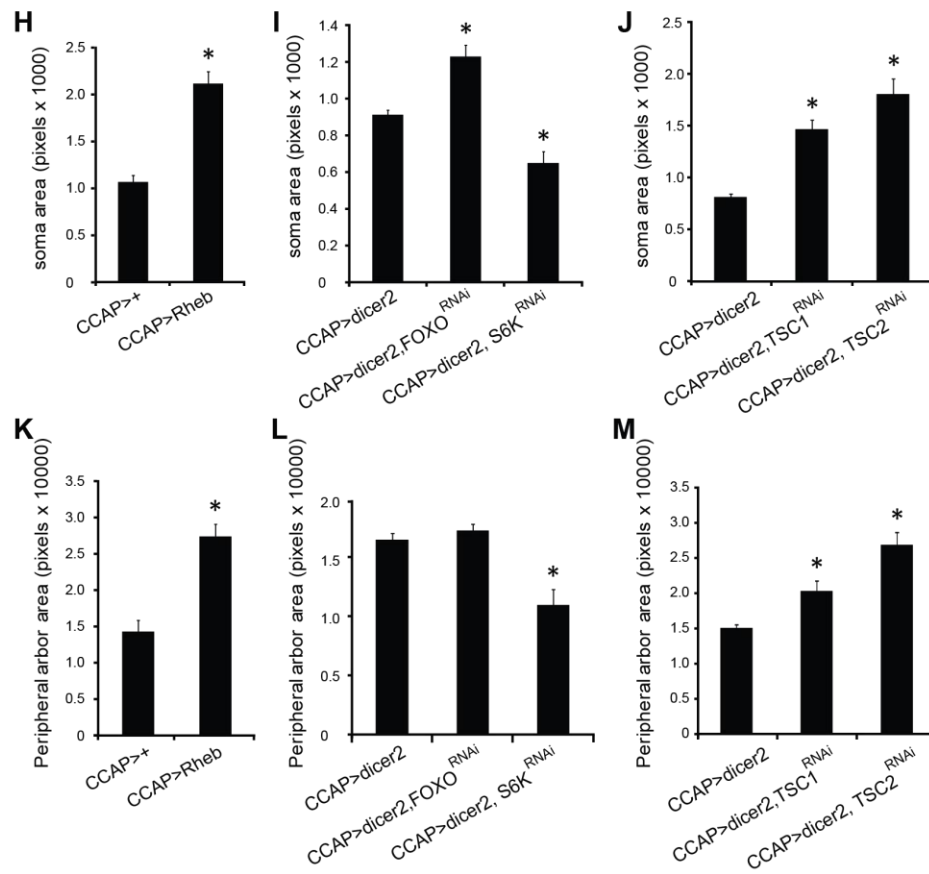 H
soma area (pixels x 1000)
2.5
2.0
1.5
1.0
0.5
0
*
CCAP>+
CCAP>Rheb
I
soma area (pixels x 1000)
1.4
1.2
1.0
0.8
0.6
0.4
0.2
0
*
*
CCAP>dicer2
CCAP>dicer2,FOXO RNAi
CCAP>dicer2, S6K RNAi
J
soma area (pixels x 1000)
2.5
2.0
1.5
1.0
0.5
0
*
*
CCAP>dicer2
CCAP>dicer2,TSC1 RNAi
CCAP>dicer2, TSC2 RNAi
K
Peripheral arbor area (pixels x 10000)
3.5
3.0
2.5
2.0
1.5
1.0
0.5
0
*
CCAP>+
CCAP>Rheb
L
Peripheral arbor area (pixels x 10000)
2.0
1.5
1.0
0.5
0
*
CCAP>dicer2
CCAP>dicer2,FOXO RNAi
CCAP>dicer2, S6K RNAi
M
Peripheral arbor area (pixels x 10000)
3.5
3.0
2.5
2.0
1.5
1.0
0.5
0
*
*
CCAP>dicer2
CCAP>dicer2,TSC1 RNAi
CCAP>dicer2, TSC2 RNAi